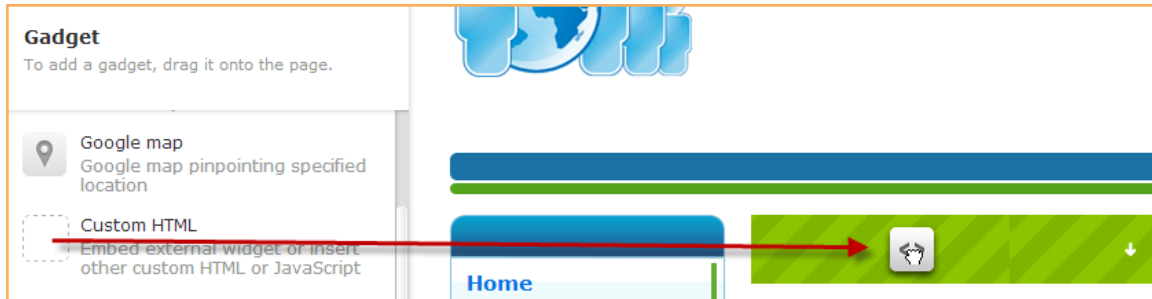 Gadget
To add a gadget, drag it onto the page.
Google map
Google map pinpointing specified
location
Custom HTML
Embed external widget or insert
other custom HTML or JavaScript
Home